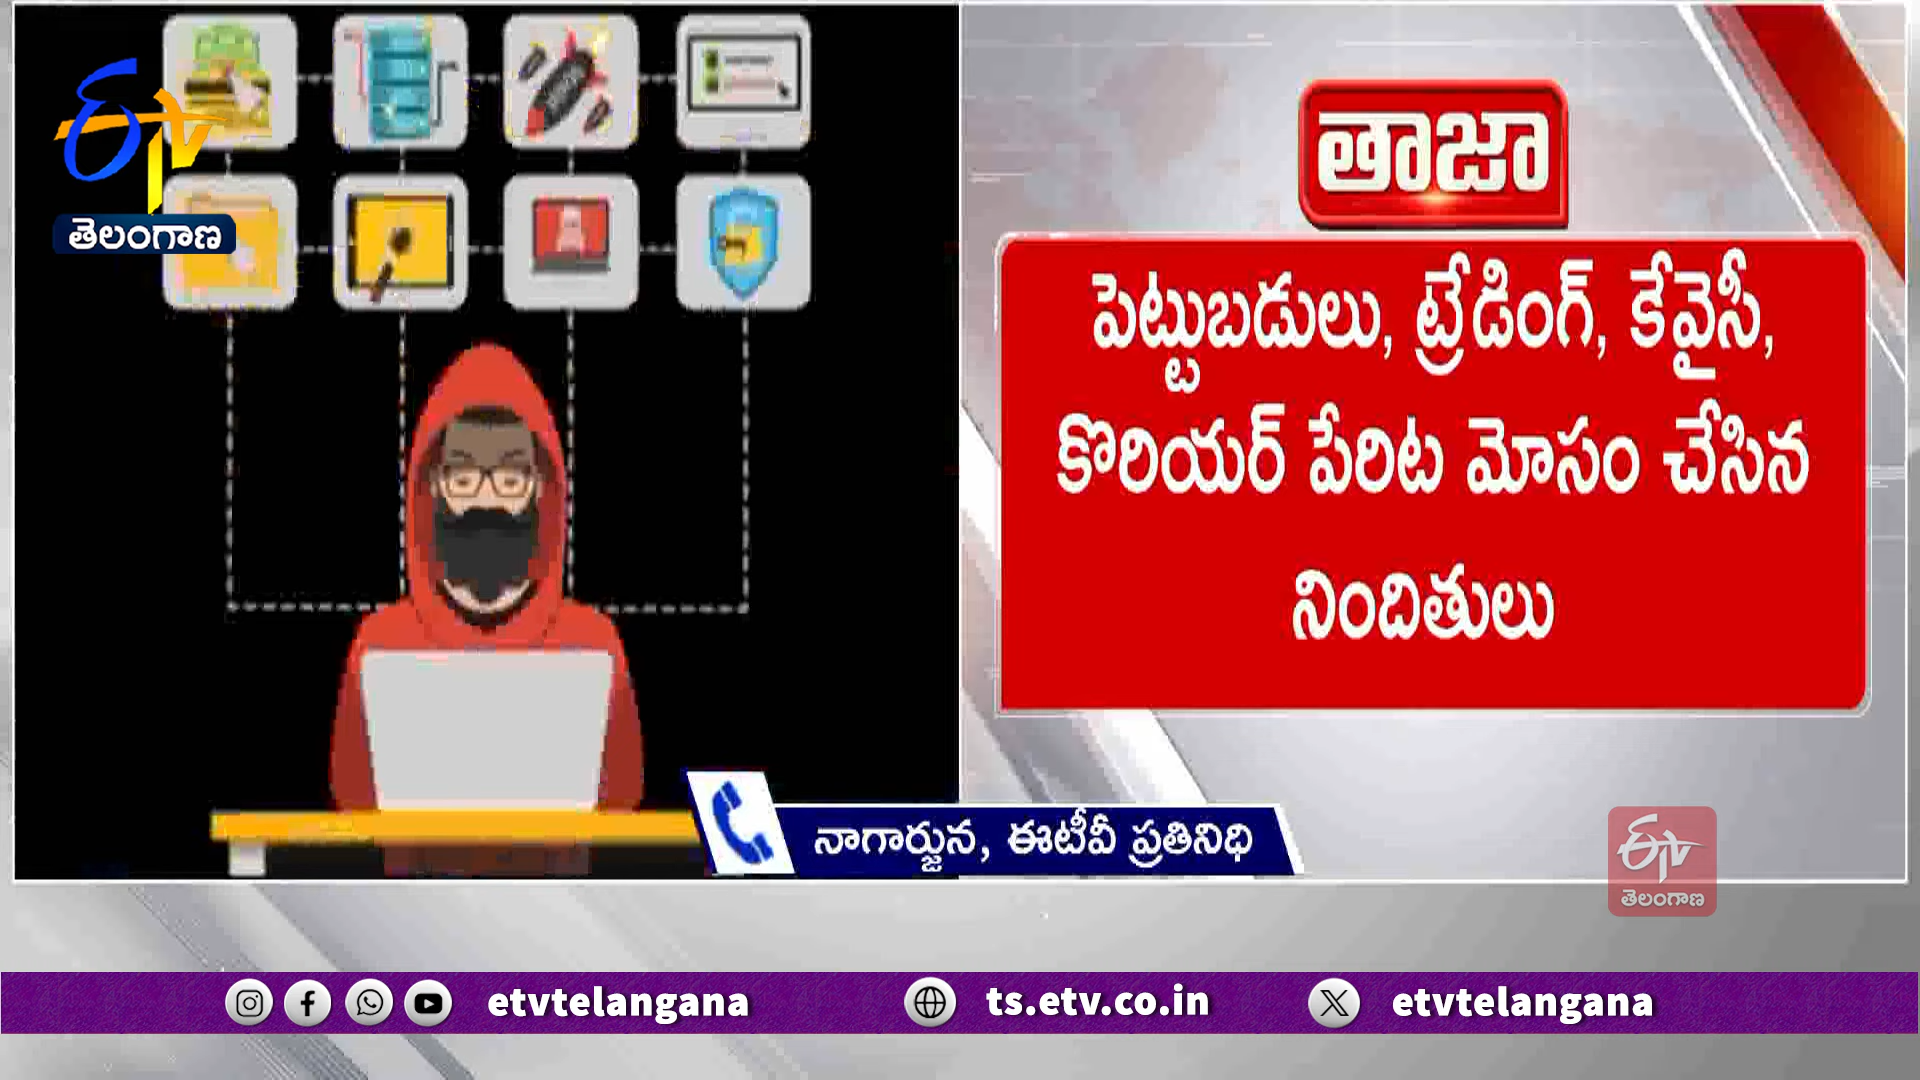 ETV
తెలంగాణ
తాజా
పెట్టుబడులు, ట్రేడింగ్, కేవైసీ,
కొరియర్ పేరిట మోసం చేసిన
నిందితులు
నాగార్జున, ఈటీవీ ప్రతినిధి
ETV
తెలంగాణ
etvtelangana
ts.etv.co.in
etvtelangana